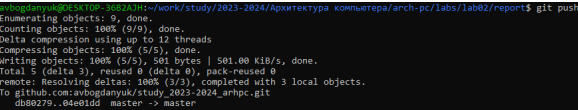 avbogdanyuk@DESKTOP-36B2AJH:~/work/study/2023-2024/Архитектура компьютера/arch-pc/labs/lab02/report$ git push
Enumerating objects: 9, done.
Counting objects: 100% (9/9), done.
Delta compression using up to 12 threads
Compressing objects: 100% (5/5), done.
Writing objects: 100% (5/5), 501 bytes | 501.00 KiB/s, done.
Total 5 (delta 3), reused 0 (delta 0), pack-reused 0
remote: Resolving deltas: 100% (3/3), completed with 3 local objects.
To github.com:avbogdanyuk/study_2023-2024_arhpc.git
db80279..04e01dd master -> master